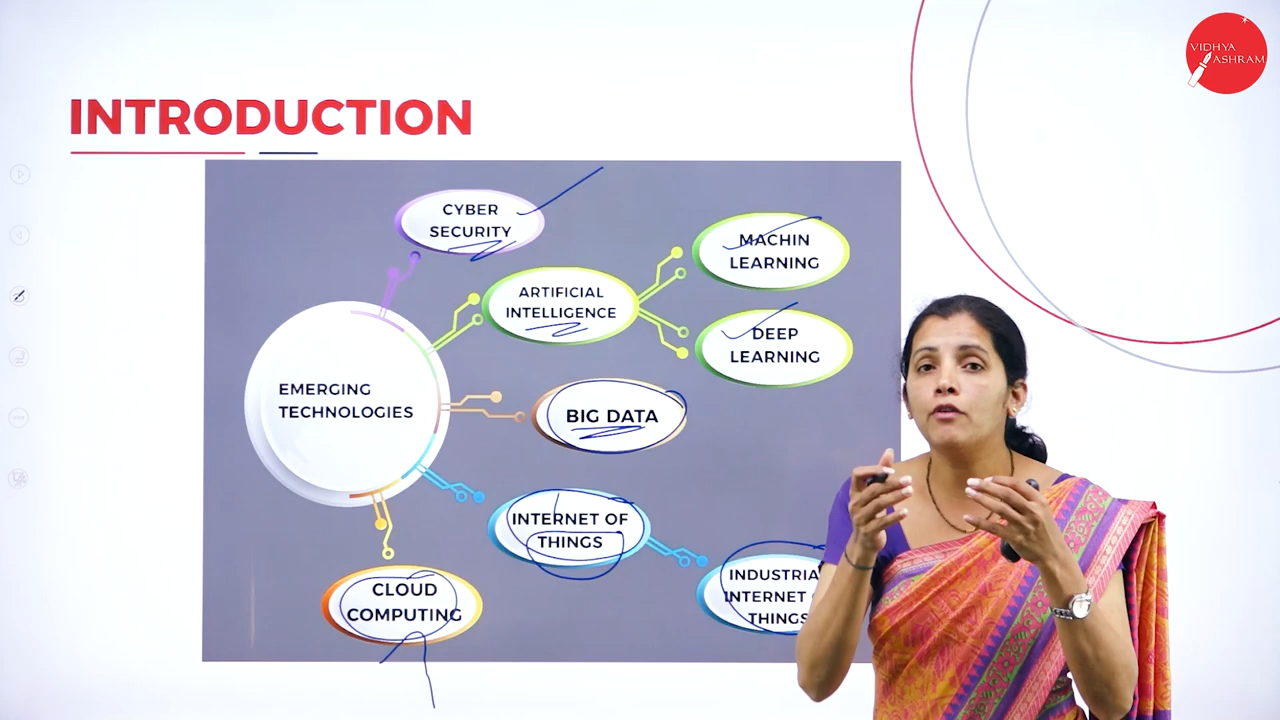 VIDHYA
ASHRAM
INTRODUCTION
CYBER
SECURITY
MACHIN
LEARNING
ARTIFICIAL
INTELLIGENCE
DEEP
LEARNING
EMERGING
TECHNOLOGIES
BIG DATA
INTERNET OF
THINGS
INDUSTRIA
INTERNET
THINGS
CLOUD
COMPUTING